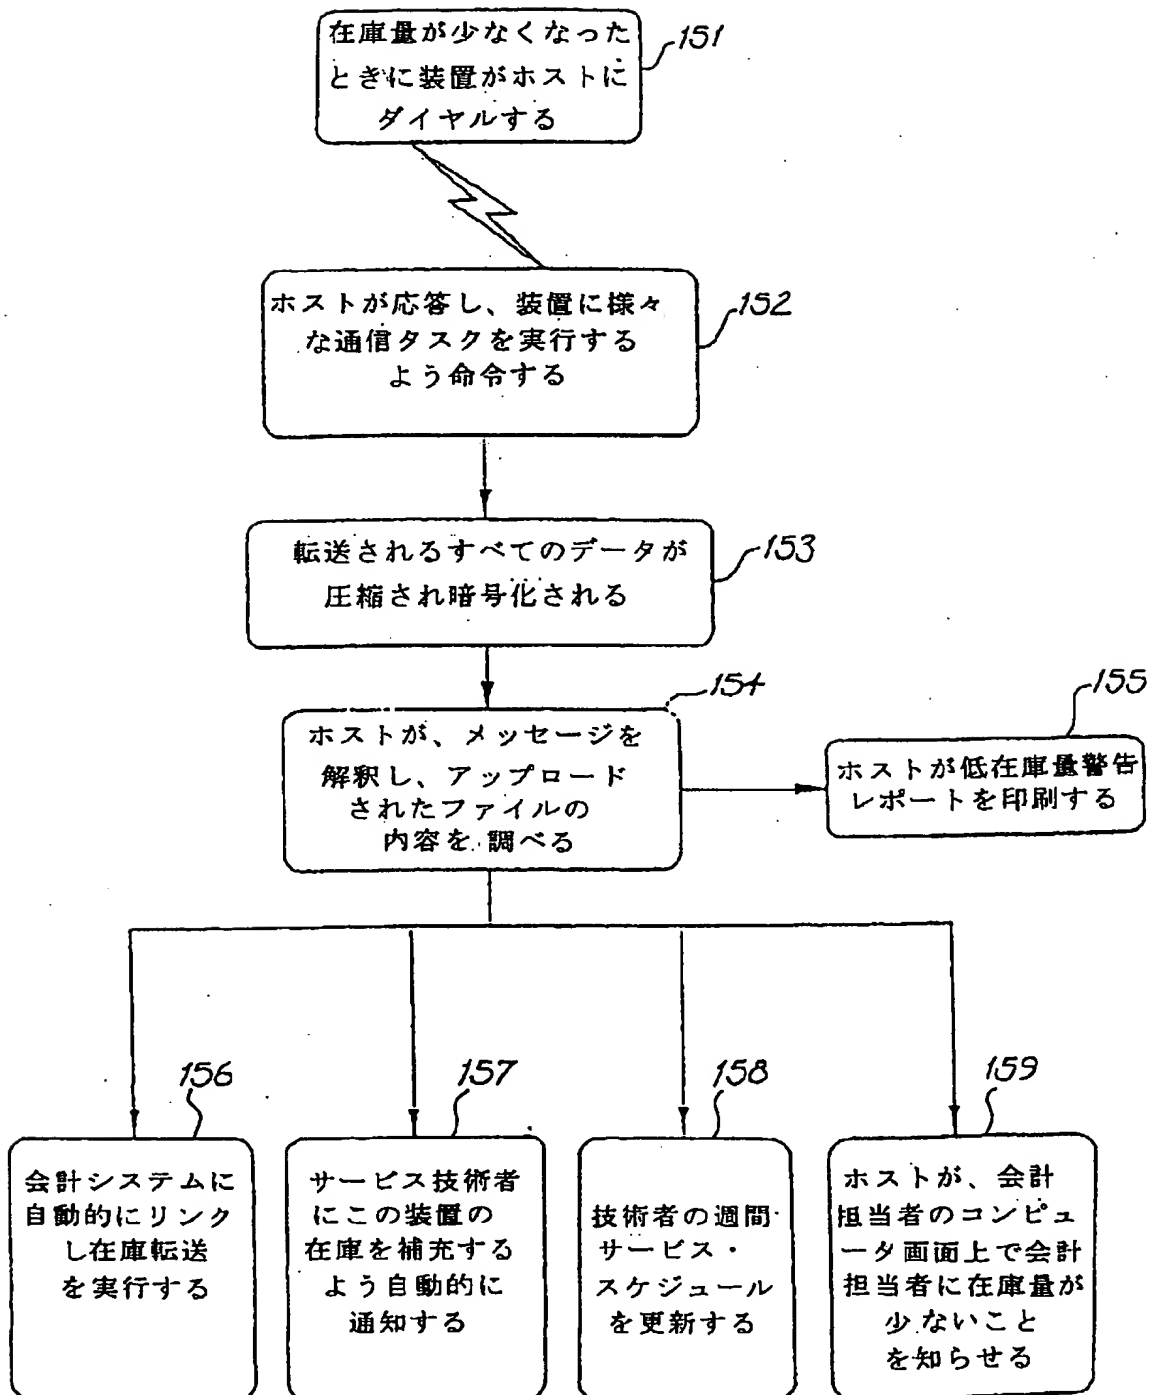 在庫量が少なくなった
ときに装置がホストに
ダイヤルする
151
ホストが応答し、装置に様々
な通信タスクを実行する
よう命令する
152
転送されるすべてのデータが
圧縮され暗号化される
153
154
ホストが、メッセージを
解釈し、アップロード
されたファイルの
内容を調べる
155
ホストが低在庫量警告
レポートを印刷する
156
会計システムに
自動的にリンク
し在庫転送
を実行する
157
サービス技術者
にこの装置の
在庫を補充する
よう自動的に
通知する
158
技術者の週間
サービス・
スケジュール
を更新する
159
ホストが、会計
担当者のコンピュ
ータ画面上で会計
担当者に在庫量が
少ないこと
を知らせる